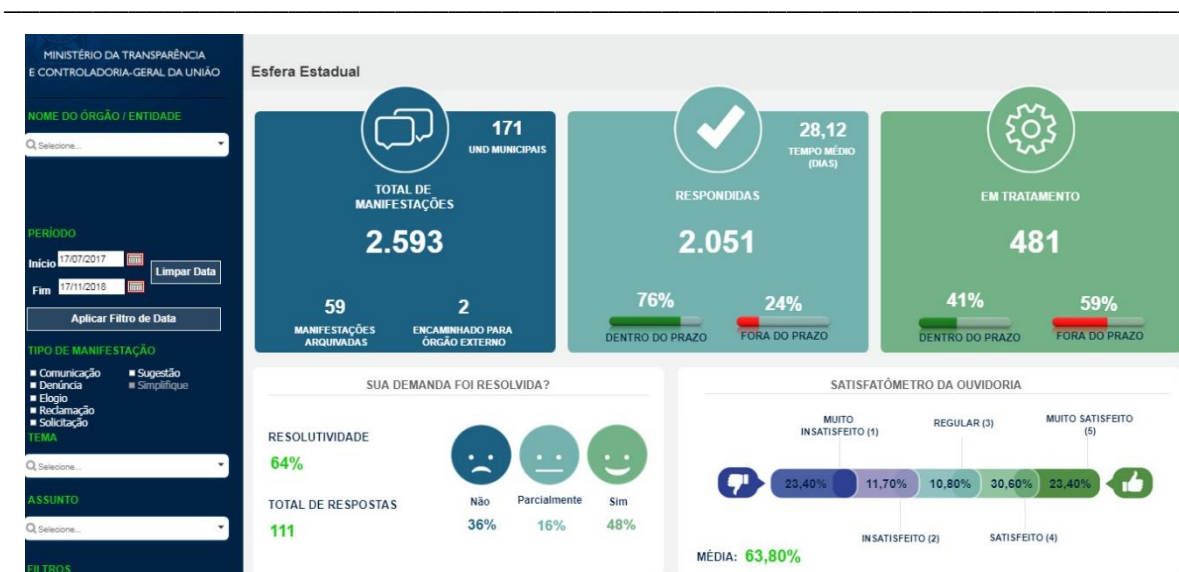 MINISTÉRIO DA TRANSPARÊNCIA
E CONTROLADORIA-GERAL DA UNIÃO
NOME DO ÓRGÃO / ENTIDADE
Selecione...
PERÍODO
Início 17/07/2017
Limpar Data
Fim 17/11/2018
Aplicar Filtro de Data
TIPO DE MANIFESTAÇÃO
Comunicação
Sugestão
Denúncia
Simplifique
Elogio
Reclamação
Solicitação
TEMA
Selecione...
ASSUNTO
Selecione...
FILTROS
Esfera Estadual
171
UND MUNICIPAIS
TOTAL DE
MANIFESTAÇÕES
2.593
59
MANIFESTAÇÕES
ARQUIVADAS
2
ENCAMINHADO PARA
ÓRGÃO EXTERNO
28,12
TEMPO MÉDIO
(DIAS)
RESPONDIDAS
2.051
76%
DENTRO DO PRAZO
24%
FORA DO PRAZO
EM TRATAMENTO
481
41%
DENTRO DO PRAZO
59%
FORA DO PRAZO
SUA DEMANDA FOI RESOLVIDA?
RESOLUTIVIDADE
64%
TOTAL DE RESPOSTAS
111
Não
36%
Parcialmente
16%
Sim
48%
SATISFATÔMETRO DA OUVIDORIA
MUITO
INSATISFEITO (1)
REGULAR (3)
MUITO SATISFEITO
(5)
23,40% 11,70% 10,80% 30,60% 23,40%
INSATISFEITO (2)
SATISFEITO (4)
MÉDIA: 63,80%